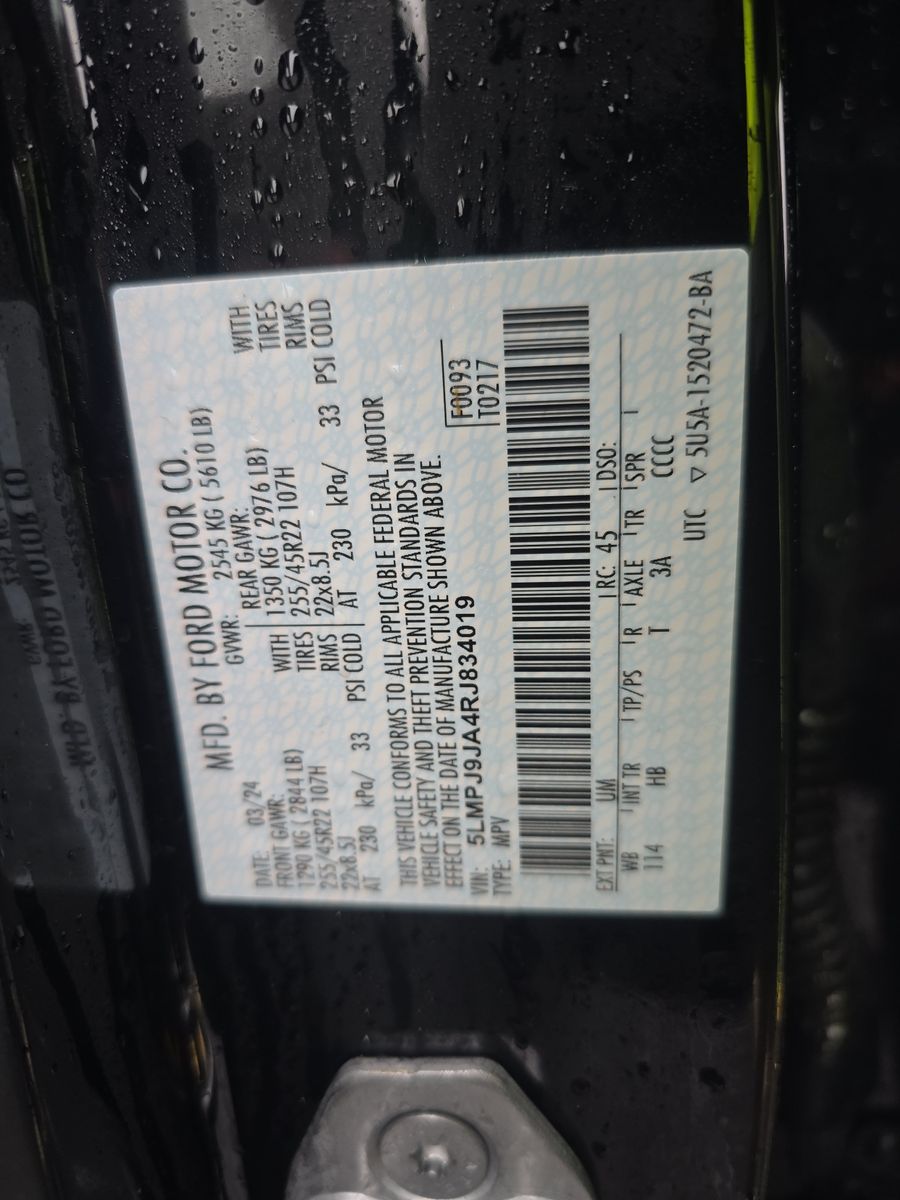 MFD. BY FORD MOTOR CO.
DATE: 03/24 GVWR: 2545 KG ( 5610 LB)
FRONT GAWR: REAR GAWR: WITH
1290 KG ( 2844 LB) WITH 1350 KG ( 2976 LB) TIRES
255/45R22 107H TIRES 255/45R22 107H RIMS
22x8.5J RIMS 22x8.5J
AT 230 kPa/ 33 PSI COLD AT 230 kPa/ 33 PSI COLD
THIS VEHICLE CONFORMS TO ALL APPLICABLE FEDERAL MOTOR
VEHICLE SAFETY AND THEFT PREVENTION STANDARDS IN
EFFECT ON THE DATE OF MANUFACTURE SHOWN ABOVE.
F0093
T0217
VIN: 5LMPJ9JA4RJ834019
TYPE: MPV
EXT PNT: UM RC: 45 DSO:
WB INT TR TP/PS R AXLE TR SPR
114 HB T 3A CCCC
UTC ▽ 5U5A-1520472-BA